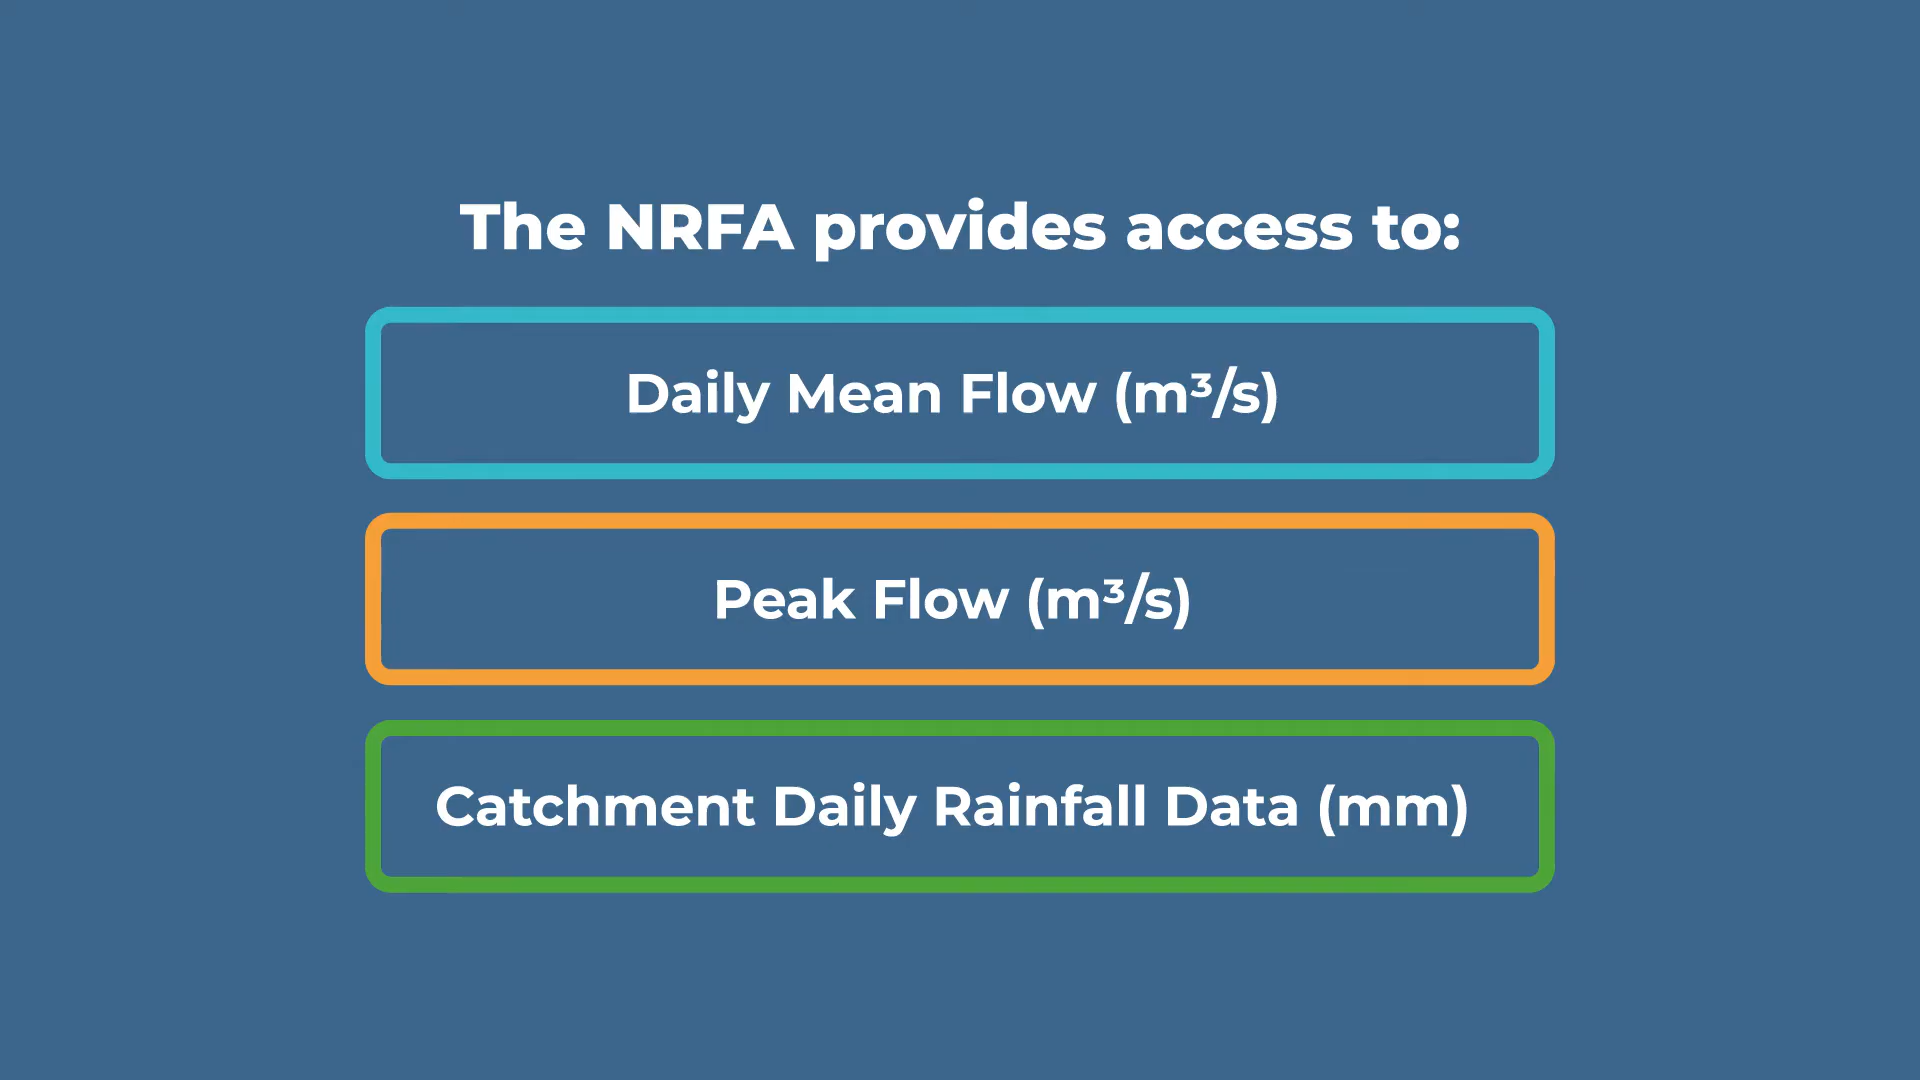 The NRFA provides access to:
Daily Mean Flow (m³/s)
Peak Flow (m³/s)
Catchment Daily Rainfall Data (mm)